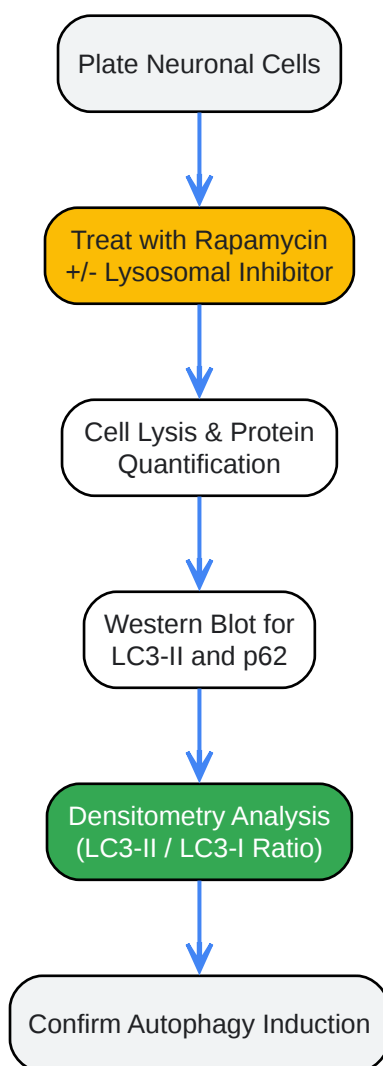 Plate Neuronal Cells
Treat with Rapamycin
+/- Lysosomal Inhibitor
Cell Lysis & Protein
Quantification
Western Blot for
LC3-II and p62
Densitometry Analysis
(LC3-II / LC3-I Ratio)
Confirm Autophagy Induction